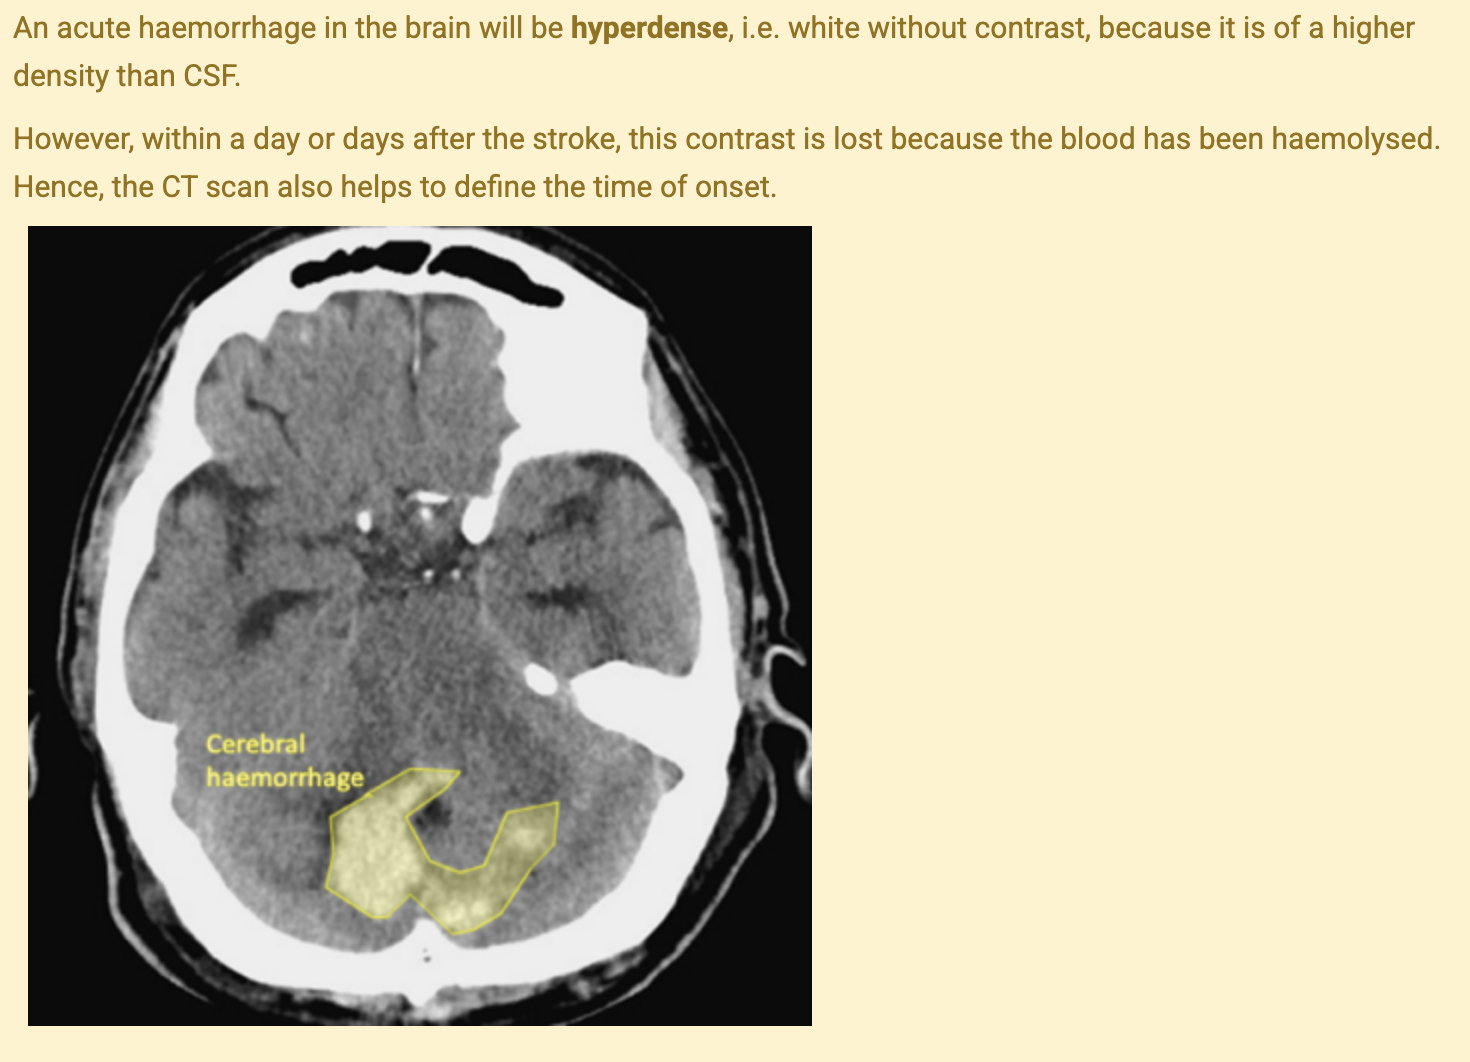 An acute haemorrhage in the brain will be hyperdense, i.e. white without contrast, because it is of a higher
density than CSF.
However, within a day or days after the stroke, this contrast is lost because the blood has been haemolysed.
Hence, the CT scan also helps to define the time of onset.
Cerebral
haemorrhage